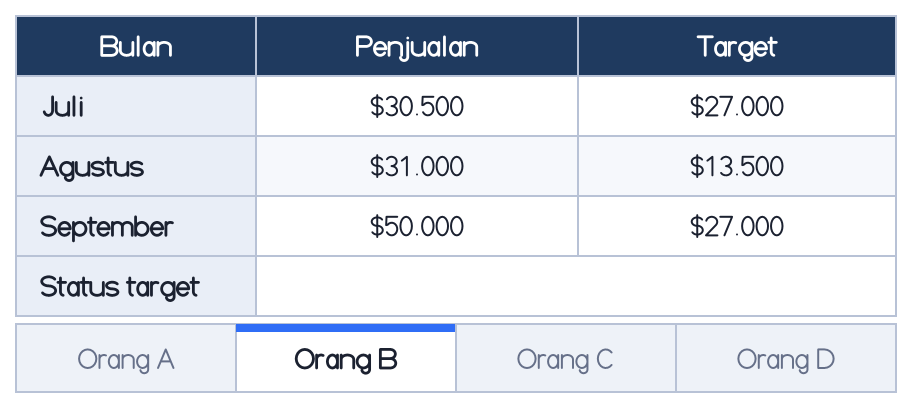 Bulan Penjualan Target
Juli $30.500 $27.000
Agustus $31.000 $13.500
September $50.000 $27.000
Status target
Orang A Orang B Orang C Orang D